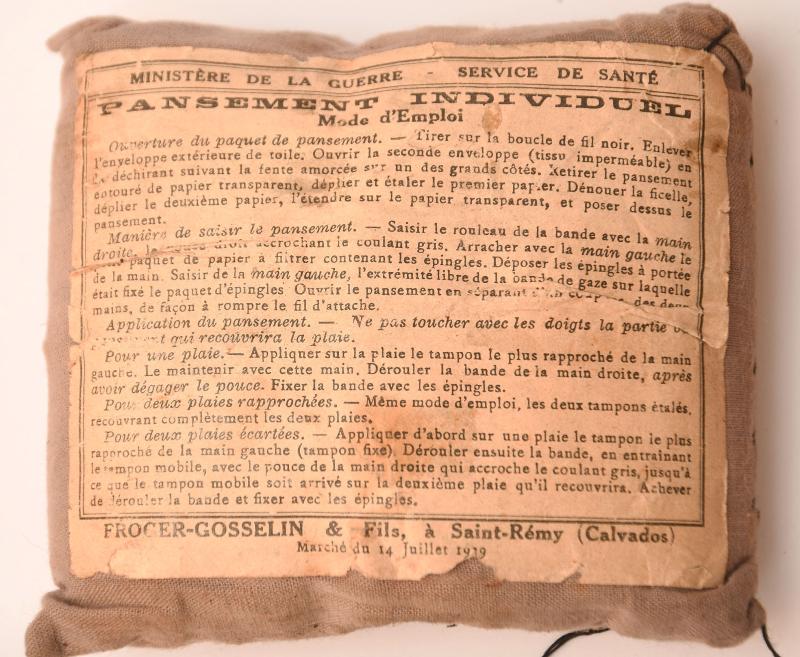 MINISTÈRE DE LA GUERRE - SERVICE DE SANTÉ
PANSEMENT INDIVIDUEL
Mode d'Emploi
Ouverture du paquet de pansement. — Tirer sur la boucle de fil noir. Enlever
l'enveloppe extérieure de toile. Ouvrir la seconde enveloppe (tissu imperméable) en
la déchirant suivant la fente amorcée sur un des grands côtés. Retirer le pansement
entouré de papier transparent, déplier et étaler le premier papier. Dénouer la ficelle,
déplier le deuxième papier, l'étendre sur le papier transparent, et poser dessus le
pansement.
Manière de saisir le pansement. — Saisir le rouleau de la bande avec la main
droite, le droit accrochant le coulant gris. Arracher avec la main gauche le
paquet de papier à filtrer contenant les épingles. Déposer les épingles à portée
de la main. Saisir de la main gauche, l'extrémité libre de la bande de gaze sur laquelle
était fixé le paquet d'épingles Ouvrir le pansement en séparant des deux
mains, de façon à rompre le fil d'attache.
Application du pansement. — Ne pas toucher avec les doigts la partie
qui recouvrira la plaie.
Pour une plaie. — Appliquer sur la plaie le tampon le plus rapproché de la main
gauche. Le maintenir avec cette main. Dérouler la bande de la main droite, après
avoir dégager le pouce. Fixer la bande avec les épingles.
Pour deux plaies rapprochées. — Même mode d'emploi, les deux tampons étalés,
recouvrant complètement les deux plaies.
Pour deux plaies écartées. — Appliquer d'abord sur une plaie le tampon le plus
rapproché de la main gauche (tampon fixe). Dérouler ensuite la bande, en entraînant
le tampon mobile, avec le pouce de la main droite qui accroche le coulant gris, jusqu'à
ce que le tampon mobile soit arrivé sur la deuxième plaie qu'il recouvrira. Achever
de dérouler la bande et fixer avec les épingles.
FROGER-GOSSELIN & Fils, à Saint-Rémy (Calvados)
Marché du 14 Juillet 1939